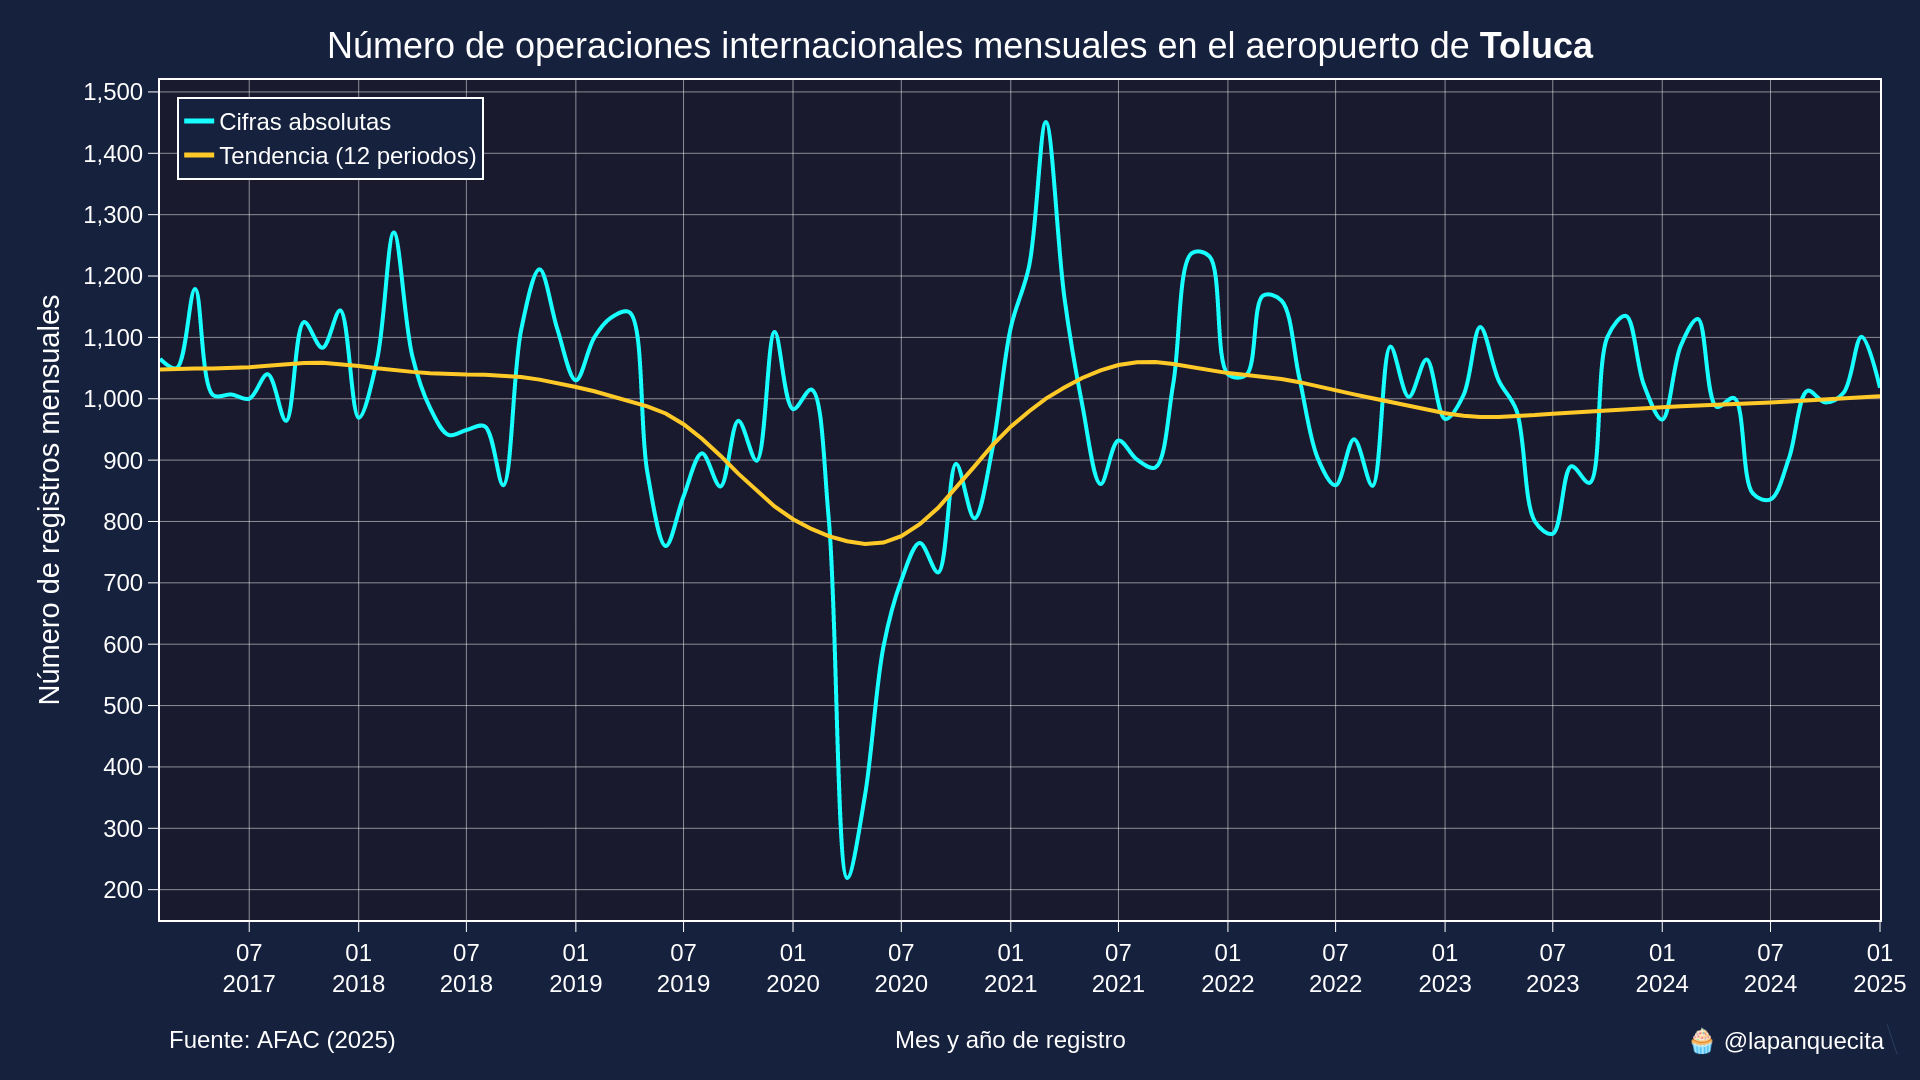 Número de operaciones internacionales mensuales en el aeropuerto de Toluca
Cifras absolutas
Tendencia (12 periodos)
Número de registros mensuales
1,500
1,400
1,300
1,200
1,100
1,000
900
800
700
600
500
400
300
200
07 01 07 01 07 01 07 01 07 01 07 01 07 01 07 01
2017 2018 2018 2019 2019 2020 2020 2021 2021 2022 2022 2023 2023 2024 2024 2025
Fuente: AFAC (2025)
Mes y año de registro
🧁 @lapanquecita